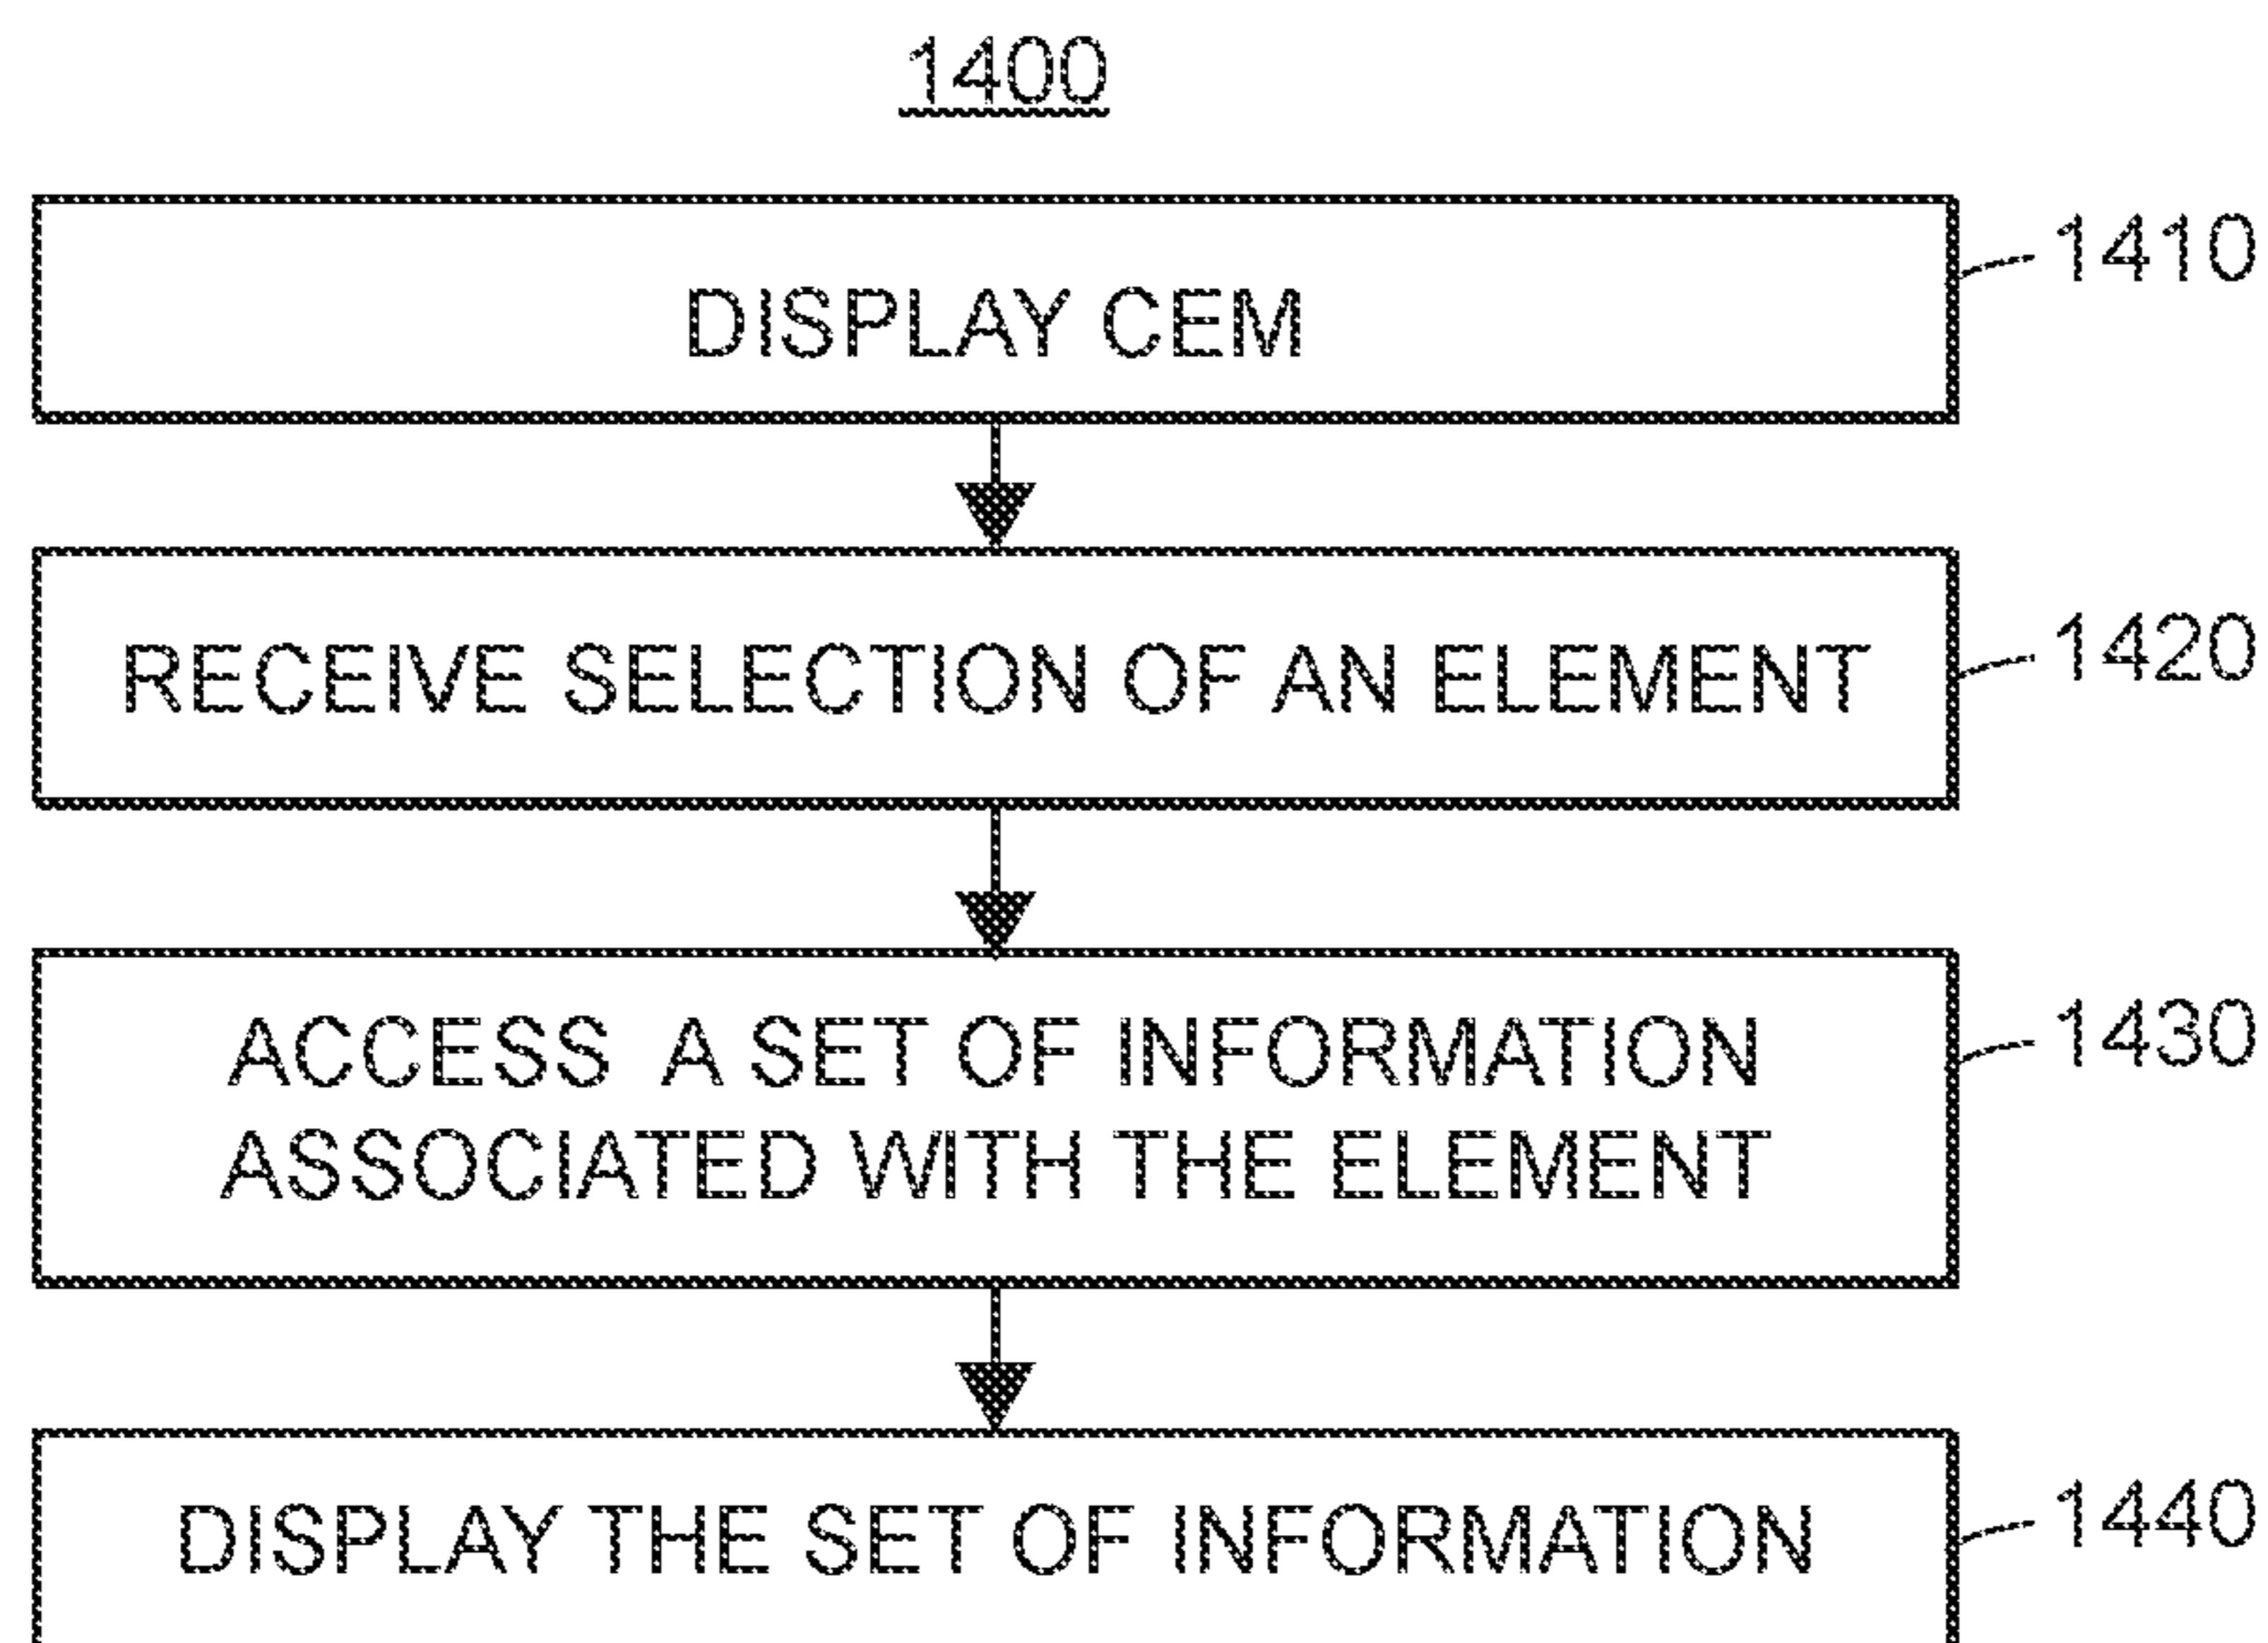 1400
DISPLAY CEM
1410
RECEIVE SELECTION OF AN ELEMENT
1420
ACCESS A SET OF INFORMATION
ASSOCIATED WITH THE ELEMENT
1430
DISPLAY THE SET OF INFORMATION
1440